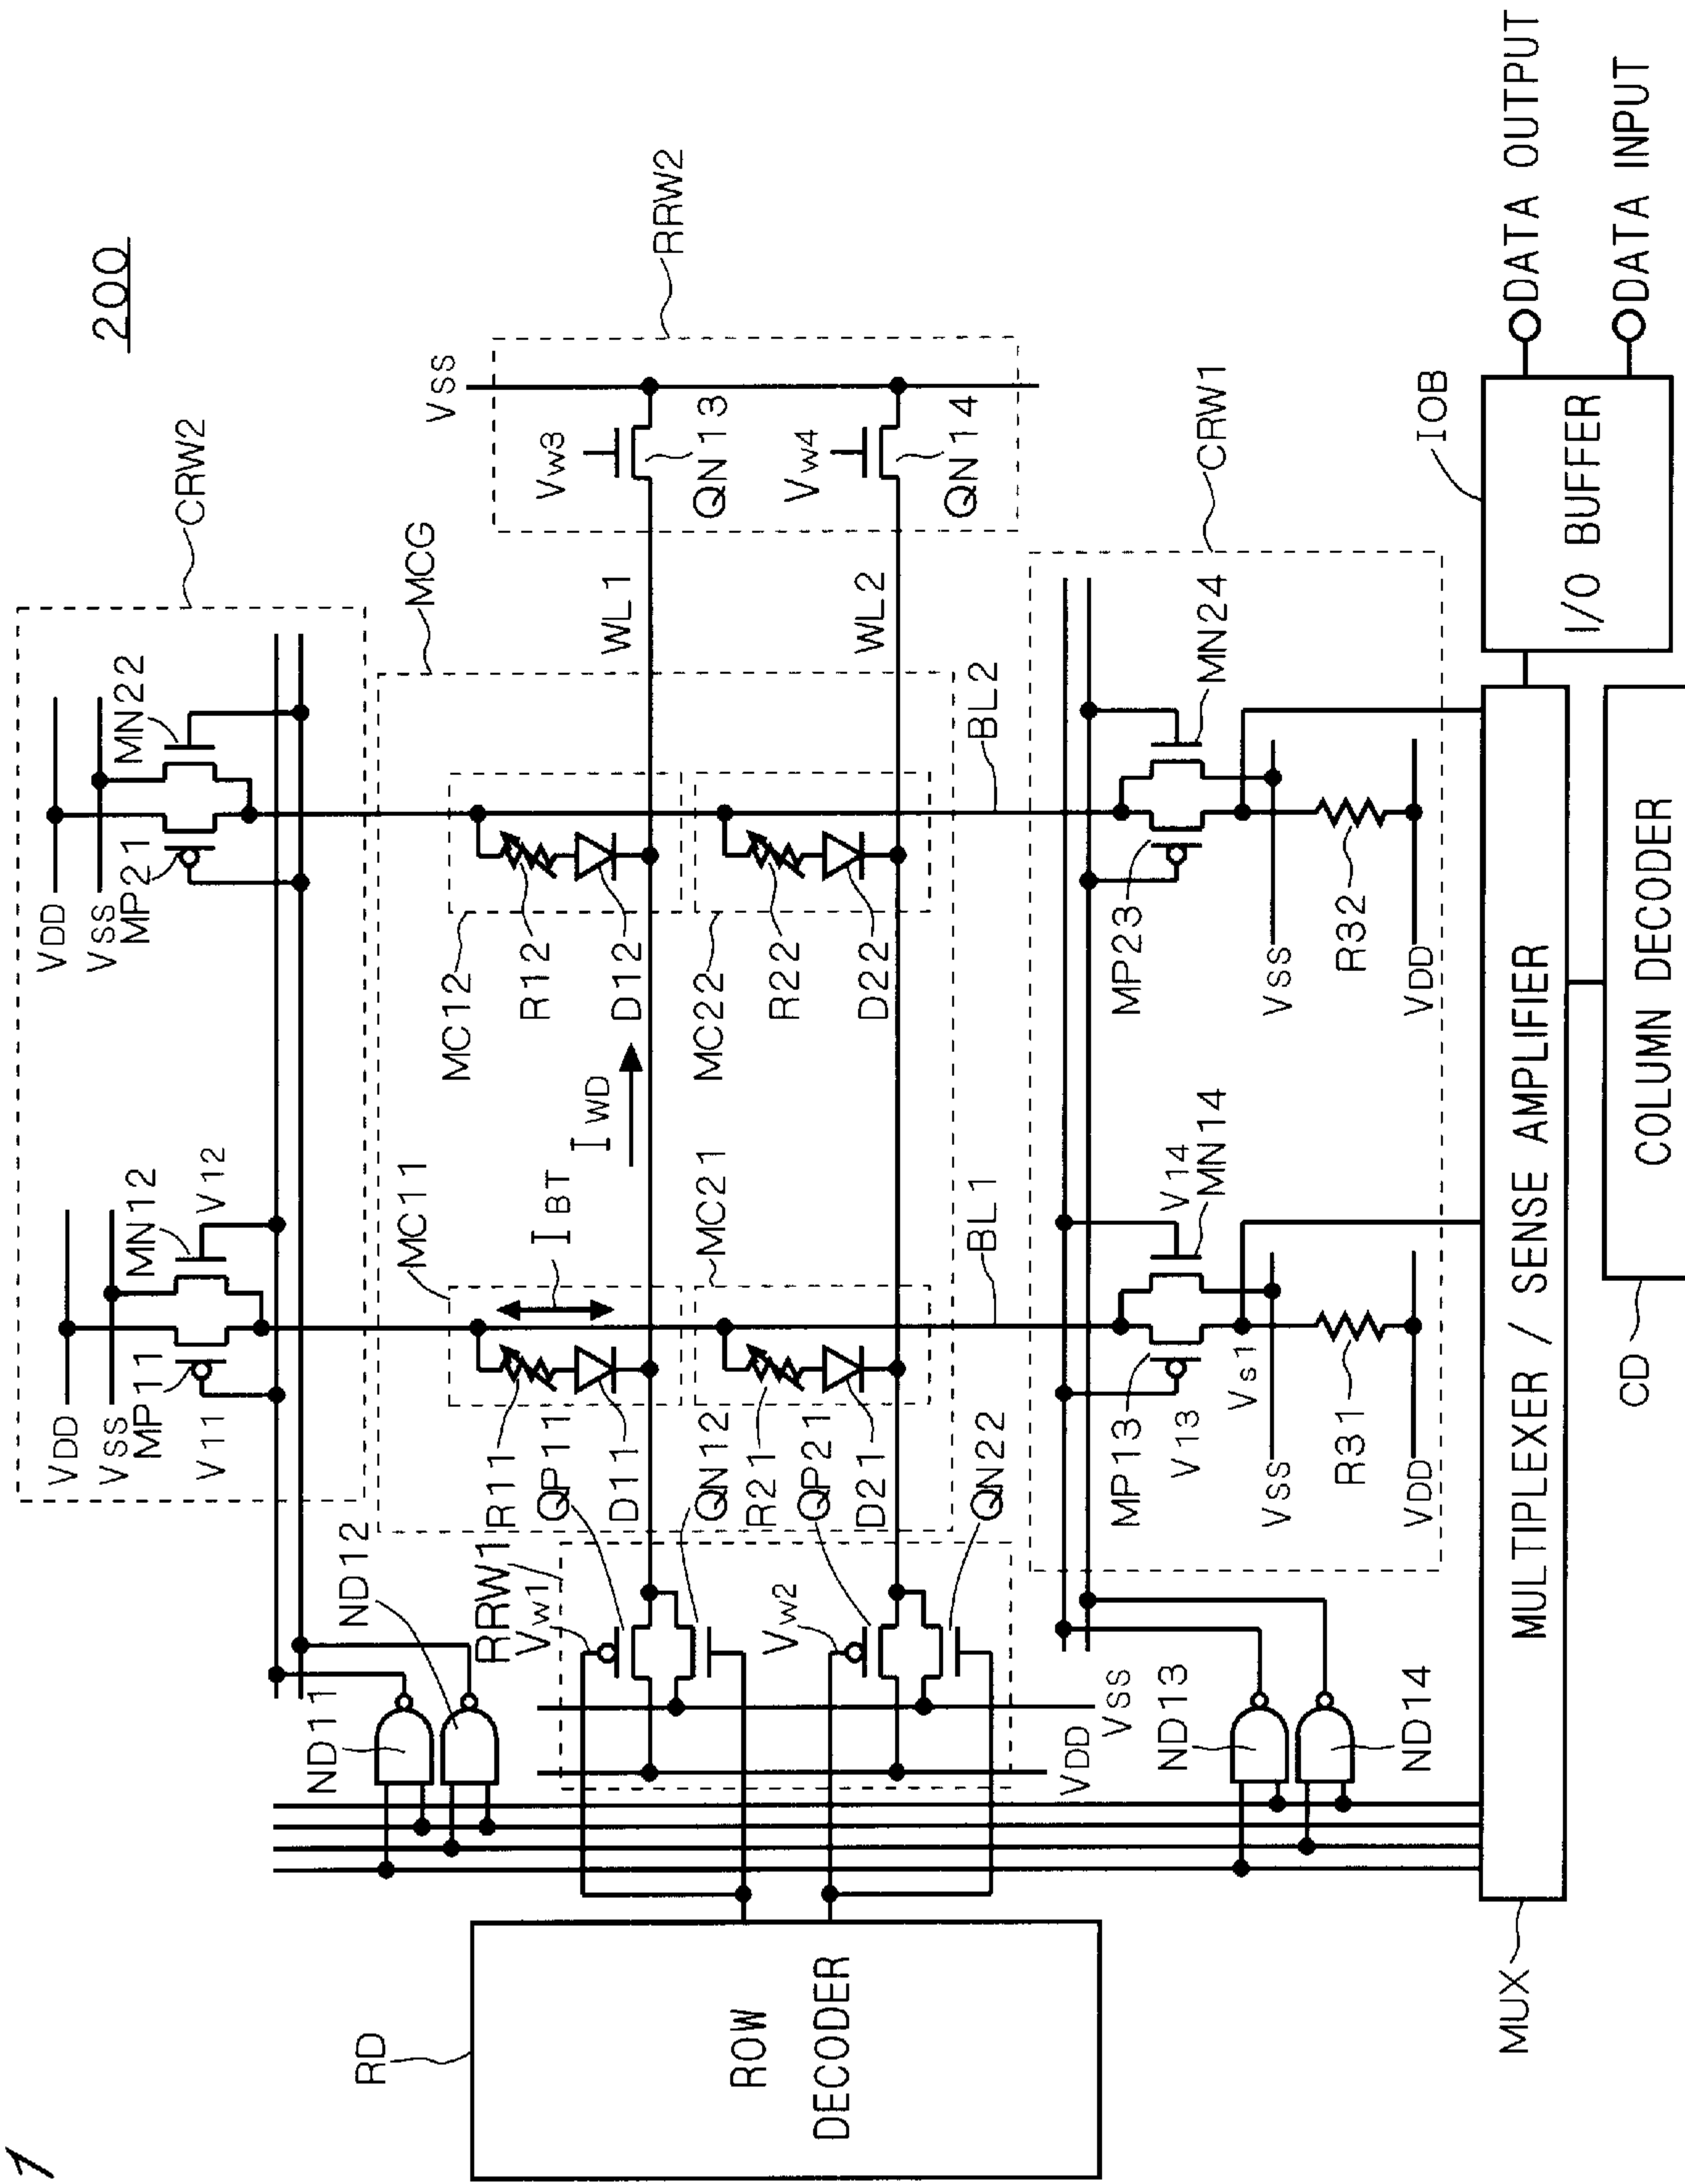 1
200
CRW2
VDD
VSS
MP11
V11
MN12
V12
VDD
VSS
MP21
MN22
ND11
ND12
MCG
MC11
R11
D11
IBT
IWD
MC12
R12
D12
WL1
MC21
R21
D21
MC22
R22
D22
WL2
BL1
BL2
RRW1
Vw1
QP11
QN12
Vw2
QP21
QN22
VDD
VSS
RRW2
VSS
Vw3
QN13
Vw4
QN14
RD
ROW
DECODER
ND13
ND14
CRW1
MP13
V13
V14
MN14
Vs1
VSS
R31
VDD
MP23
MN24
VSS
R32
VDD
MUX
MULTIPLEXER / SENSE AMPLIFIER
IOB
I/O BUFFER
DATA OUTPUT
DATA INPUT
CD
COLUMN DECODER